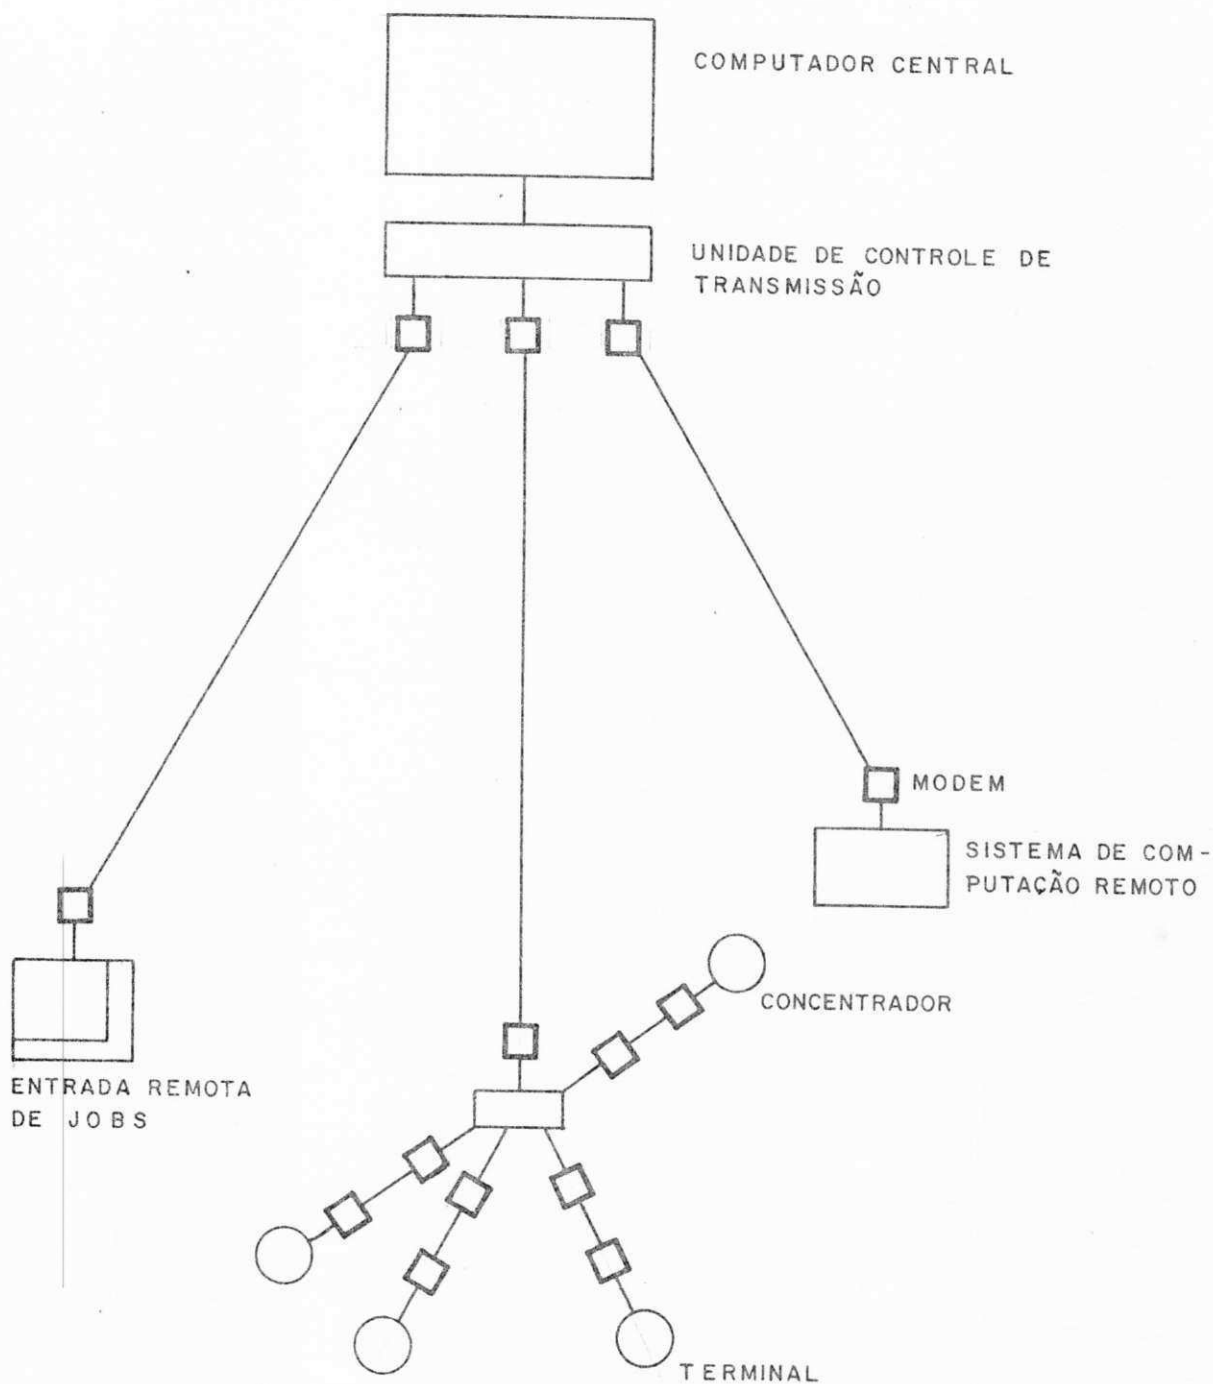 COMPUTADOR CENTRAL
UNIDADE DE CONTROLE DE
TRANSMISSÃO
MODEM
SISTEMA DE COM-
PUTAÇÃO REMOTO
CONCENTRADOR
ENTRADA REMOTA
DE JOBS
TERMINAL